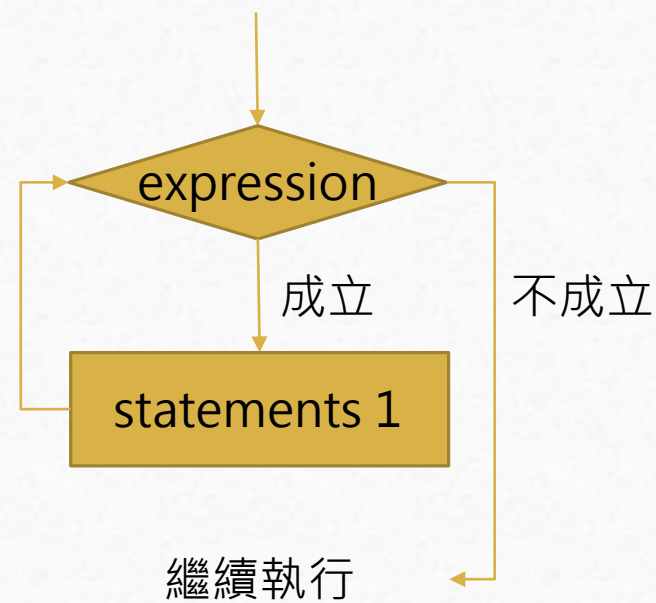 expression
成立
不成立
statements 1
繼續執行